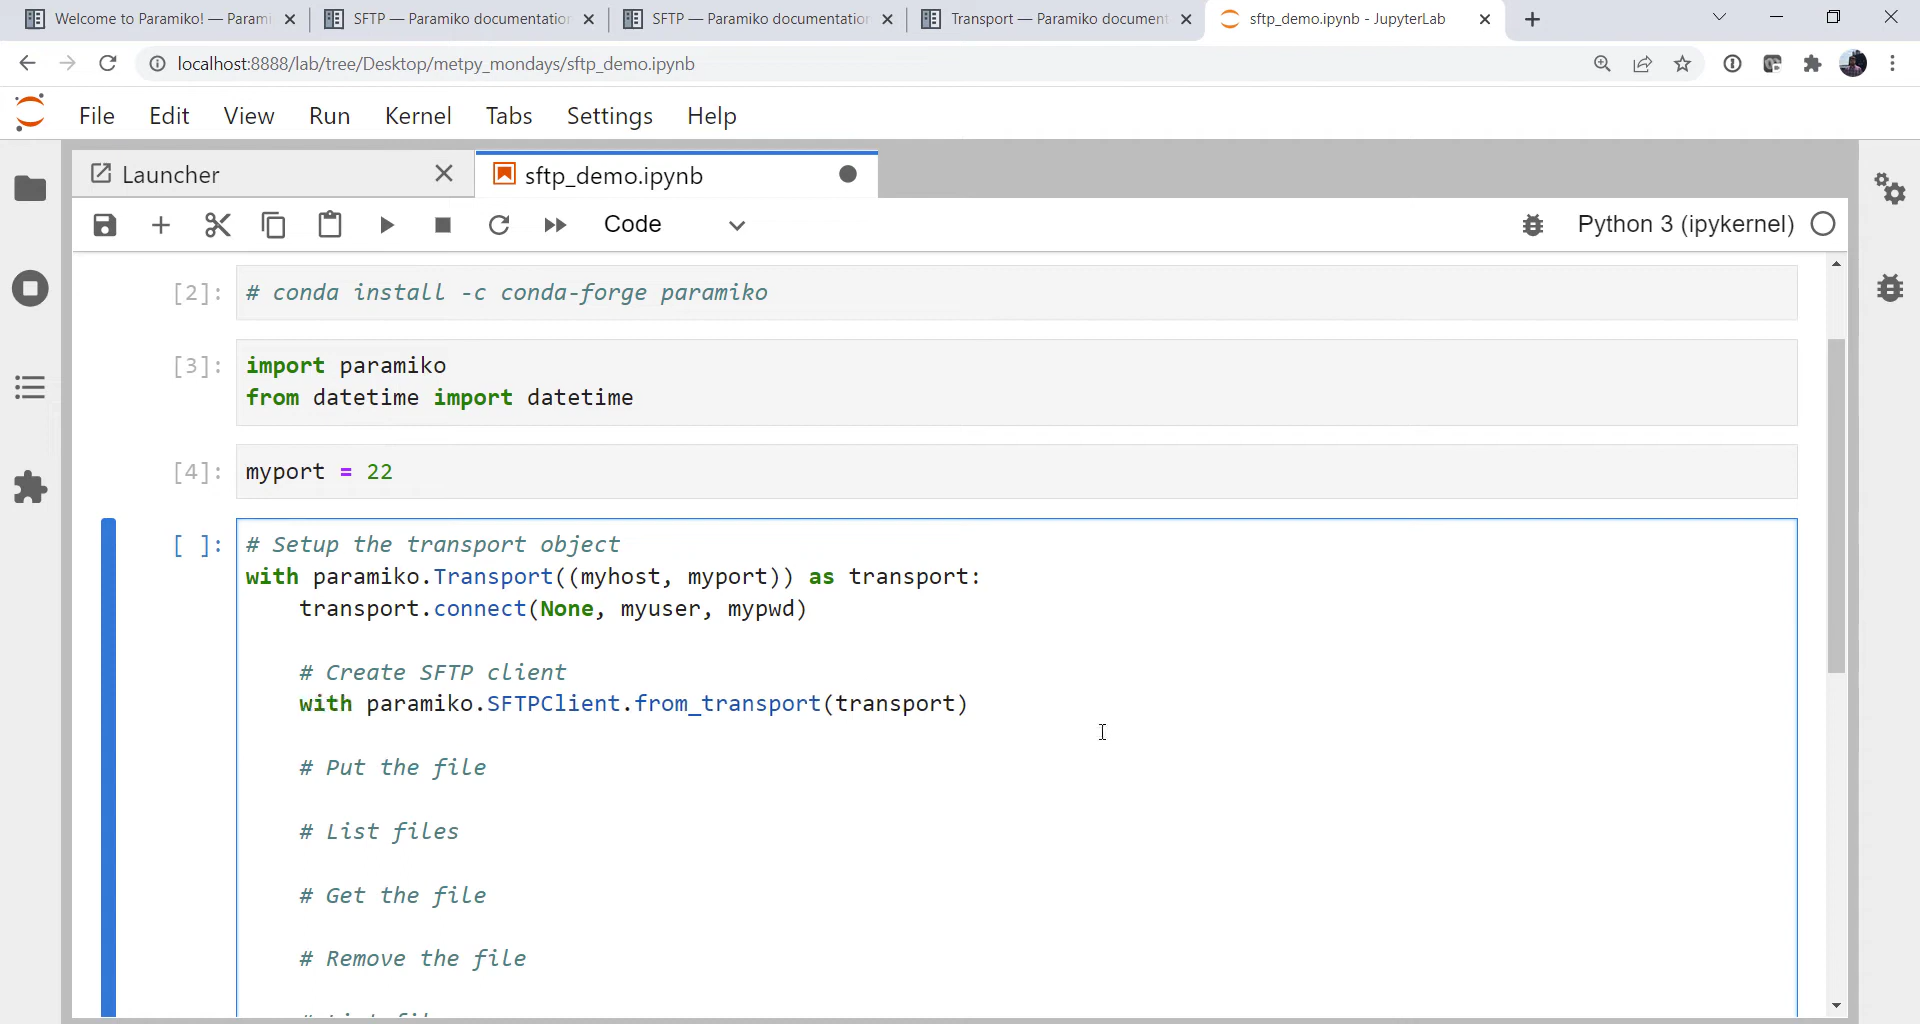 Welcome to Paramiko! — Parami
SFTP — Paramiko documentation
SFTP — Paramiko documentation
Transport — Paramiko document
sftp_demo.ipynb - JupyterLab
localhost:8888/lab/tree/Desktop/metpy_mondays/sftp_demo.ipynb
File Edit View Run Kernel Tabs Settings Help
Launcher
sftp_demo.ipynb
Code
Python 3 (ipykernel)
[2]: # conda install -c conda-forge paramiko
[3]: import paramiko
from datetime import datetime
[4]: myport = 22
[ ]: # Setup the transport object
with paramiko.Transport((myhost, myport)) as transport:
transport.connect(None, myuser, mypwd)
# Create SFTP client
with paramiko.SFTPClient.from_transport(transport)
# Put the file
# List files
# Get the file
# Remove the file